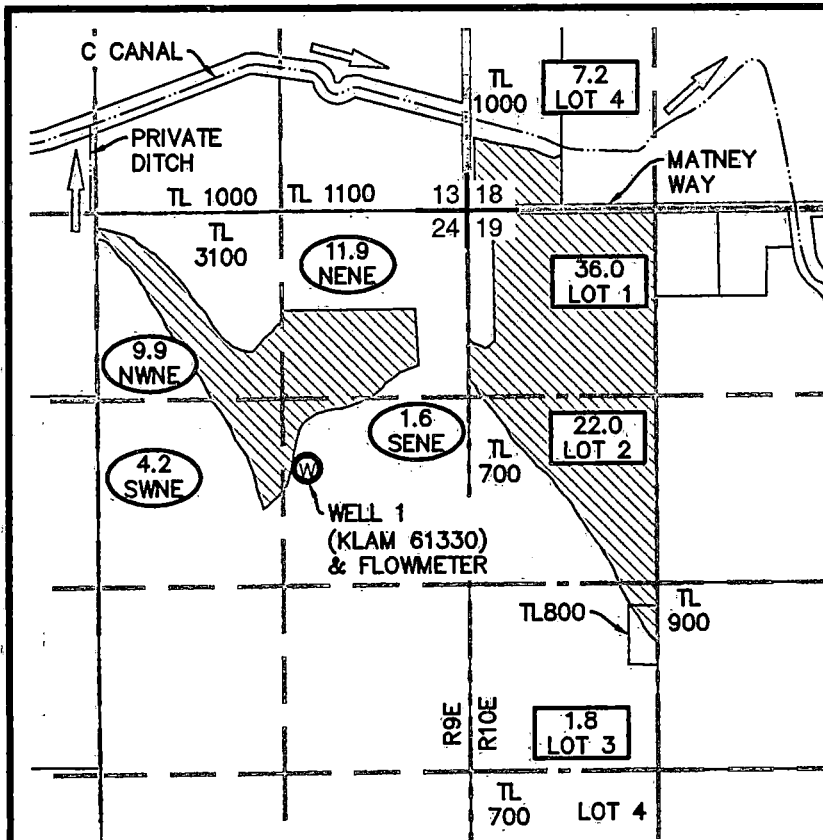 C CANAL
PRIVATE
DITCH
TL
1000
7.2
LOT 4
MATNEY
WAY
TL 1000
TL 1100
13
18
24
19
TL
3100
11.9
NENE
36.0
LOT 1
9.9
NWNE
1.6
SENE
22.0
LOT 2
4.2
SWNE
TL
700
W
WELL 1
(KLAM 61330)
& FLOWMETER
TL800
TL
900
R9E
R10E
1.8
LOT 3
TL
700
LOT 4